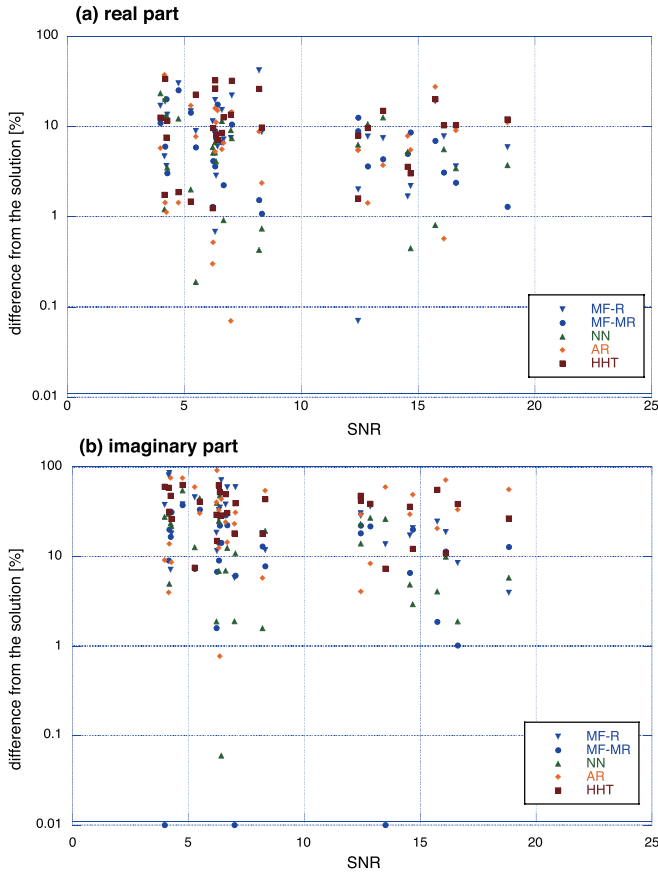 (a) real part
100
10
1
0.1
0.01
difference from the solution [%]
MF-R
MF-MR
NN
AR
HHT
0 5 10 15 20 25
SNR
(b) imaginary part
100
10
1
0.1
0.01
difference from the solution [%]
MF-R
MF-MR
NN
AR
HHT
0 5 10 15 20 25
SNR